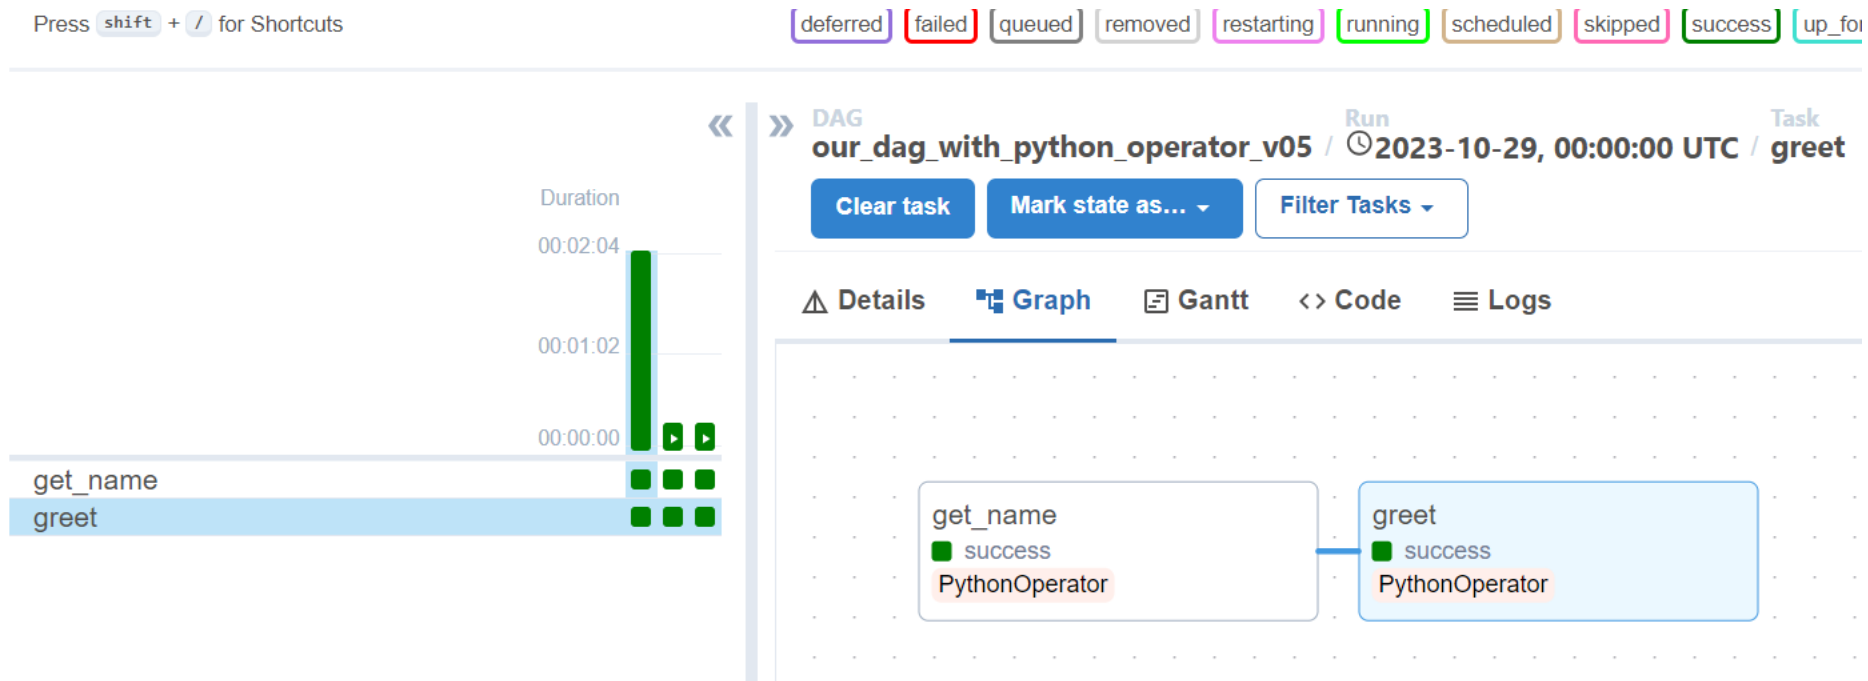 Press shift + / for Shortcuts
deferred failed queued removed restarting running scheduled skipped success up_for
DAG
our_dag_with_python_operator_v05
/
Run
2023-10-29, 00:00:00 UTC
/
Task
greet
Clear task
Mark state as...
Filter Tasks
Duration
00:02:04
00:01:02
00:00:00
get_name
greet
Details
Graph
Gantt
Code
Logs
get_name
success
PythonOperator
greet
success
PythonOperator